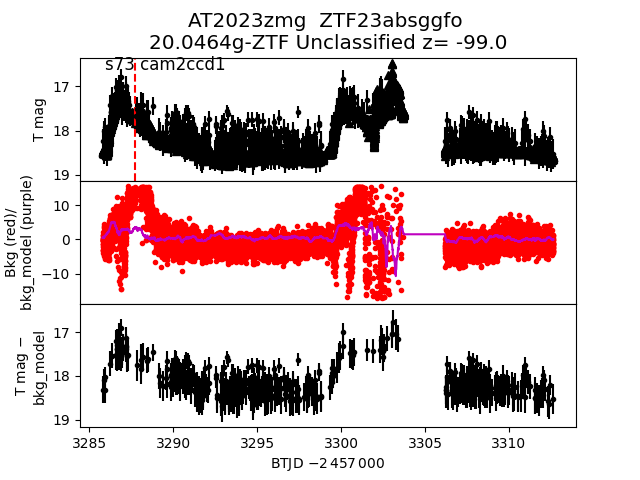 AT2023zmg  ZTF23absggfo
20.0464g-ZTF Unclassified z= -99.0
s73 cam2ccd1
T mag
17
18
19
Bkg (red)/
bkg_model (purple)
10
0
−10
T mag −
bkg_model
17
18
19
3285
3290
3295
3300
3305
3310
BTJD −2 457 000